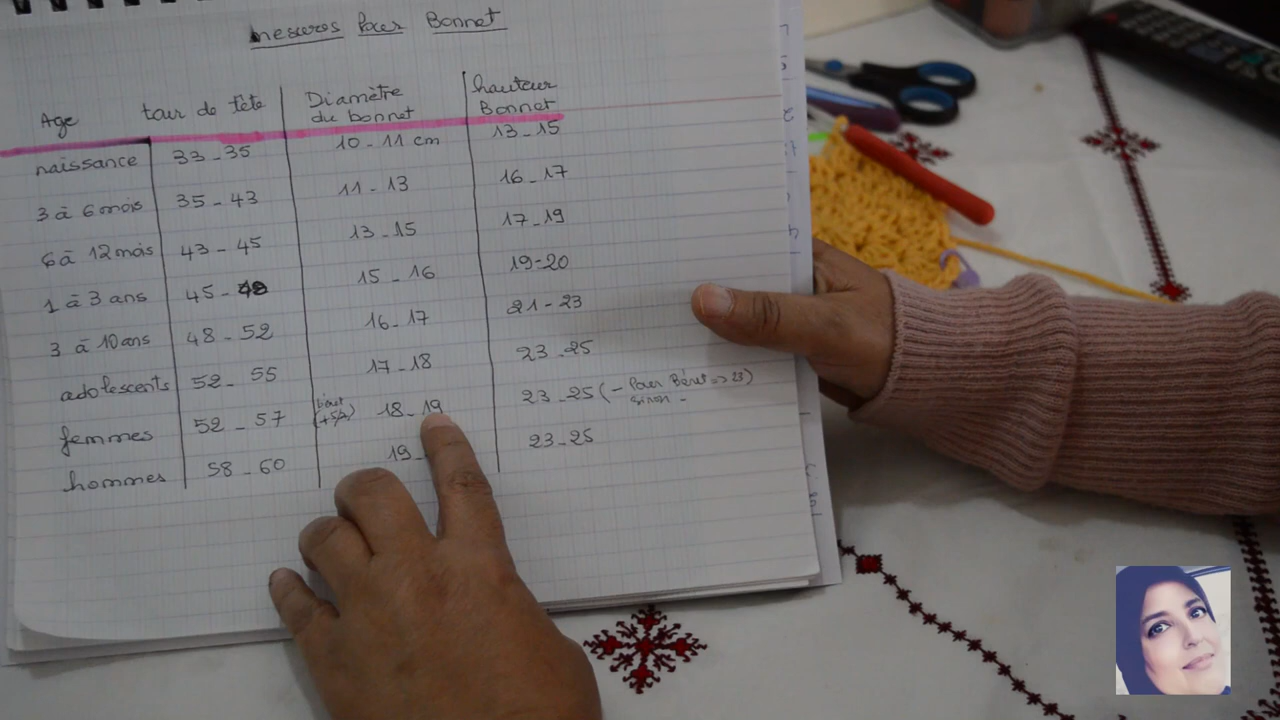 mesures Pour Bonnet
Age tour de tête Diamètre du bonnet hauteur Bonnet
naissance 33-35 10-11 cm 13-15
3 à 6 mois 35-43 11-13 16-17
6 à 12 mois 43-45 13-15 17-19
1 à 3 ans 45-48 15-16 19-20
3 à 10 ans 48-52 16-17 21-23
adolescents 52-55 17-18 23-25
femmes 52-57 (béret 18-19 23-25 (- Pour Béret => 23)
hommes 58-60 19- 23-25